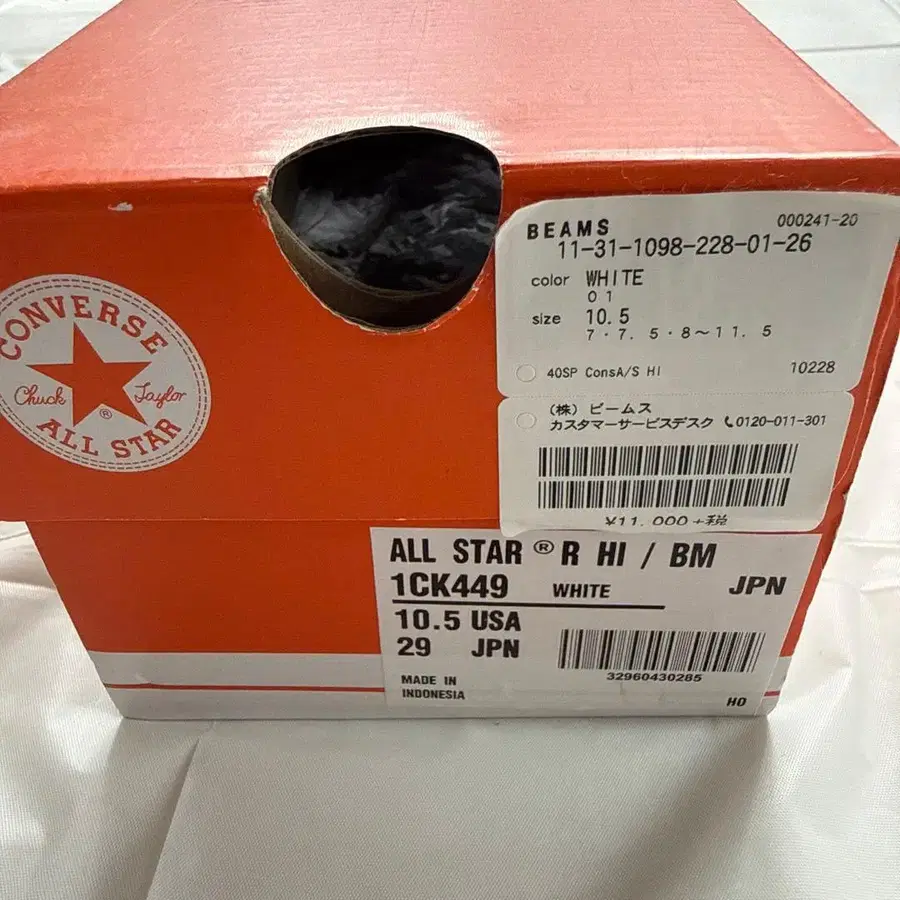 CONVERSE
Chuck Taylor
®
ALL STAR
BEAMS 000241-20
11-31-1098-228-01-26
color WHITE
01
size 10.5
7・7.5・8〜11.5
40SP ConsA/S HI 10228
(株) ビームス
カスタマーサービスデスク 0120-011-301
¥11,000+税
ALL STAR ® R HI / BM
1CK449 WHITE JPN
10.5 USA
29 JPN
32960430285
MADE IN
INDONESIA
HO